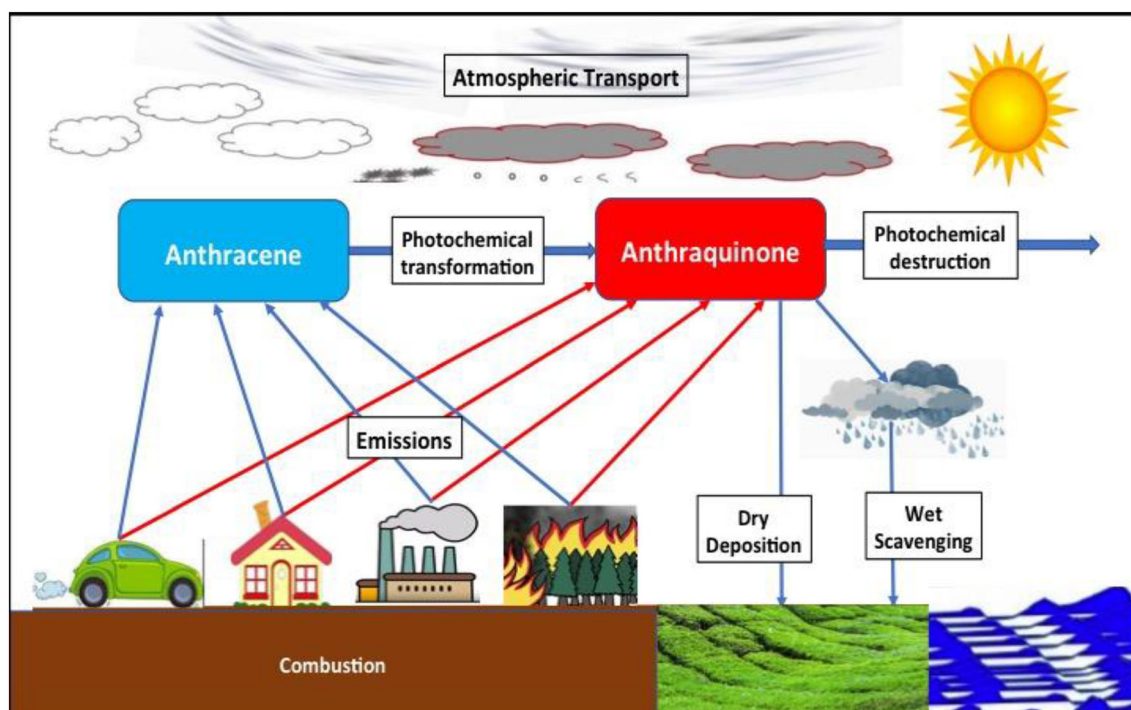 Atmospheric Transport
Anthracene
Photochemical
transformation
Anthraquinone
Photochemical
destruction
Emissions
Dry
Deposition
Wet
Scavenging
Combustion